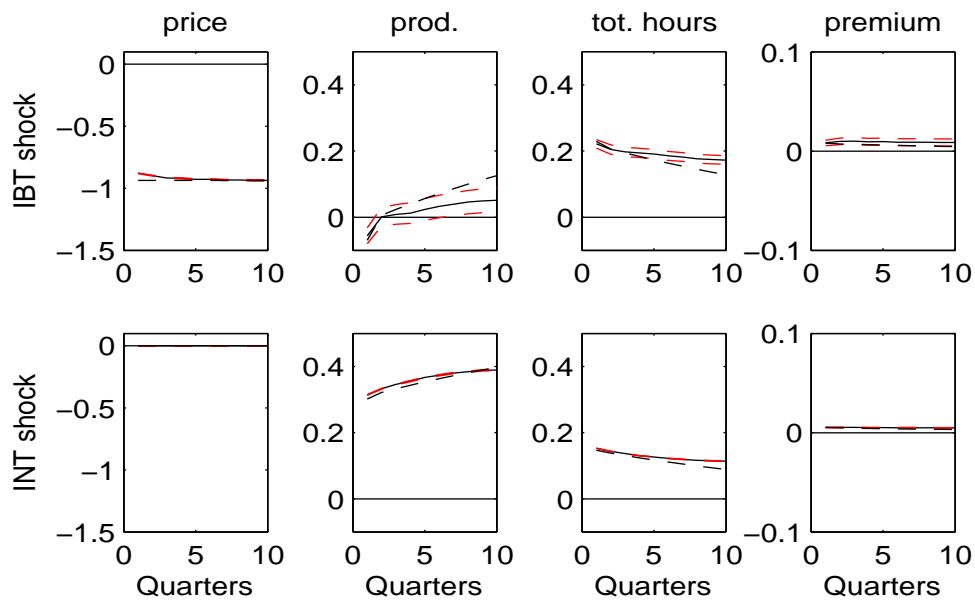 price prod. tot. hours premium
IBT shock
0 0.4 0.4 0.1
−0.5 0.2 0.2 0
−1 0 0
−1.5 −0.1
0 5 10 0 5 10 0 5 10 0 5 10
INT shock
0 0.4 0.4 0.1
−0.5 0.2 0.2 0
−1 0 0
−1.5 −0.1
0 5 10 0 5 10 0 5 10 0 5 10
Quarters Quarters Quarters Quarters